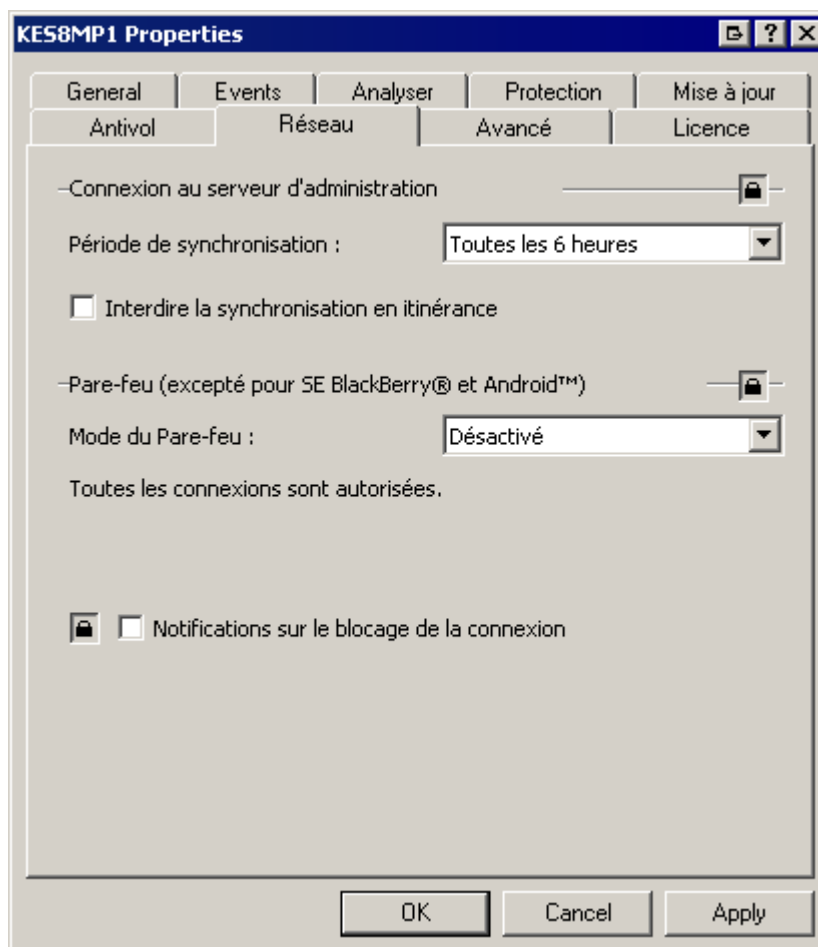 KES8MP1 Properties
General Events Analyser Protection Mise à jour
Antivol Réseau Avancé Licence
Connexion au serveur d'administration
Période de synchronisation : Toutes les 6 heures
Interdire la synchronisation en itinérance
Pare-feu (excepté pour SE BlackBerry® et Android™)
Mode du Pare-feu : Désactivé
Toutes les connexions sont autorisées.
Notifications sur le blocage de la connexion
OK Cancel Apply